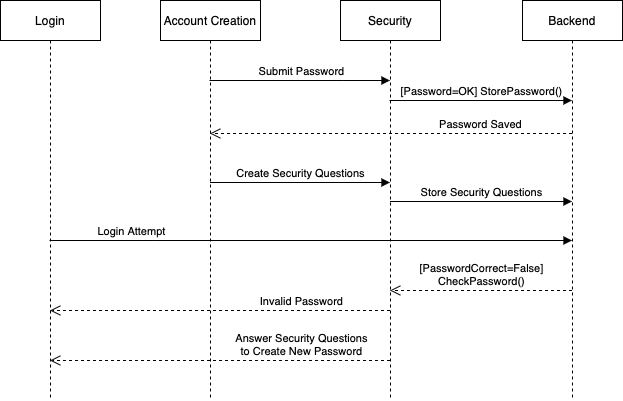 Login
Account Creation
Security
Backend
Submit Password
[Password=OK] StorePassword()
Password Saved
Create Security Questions
Store Security Questions
Login Attempt
[PasswordCorrect=False]
CheckPassword()
Invalid Password
Answer Security Questions
to Create New Password